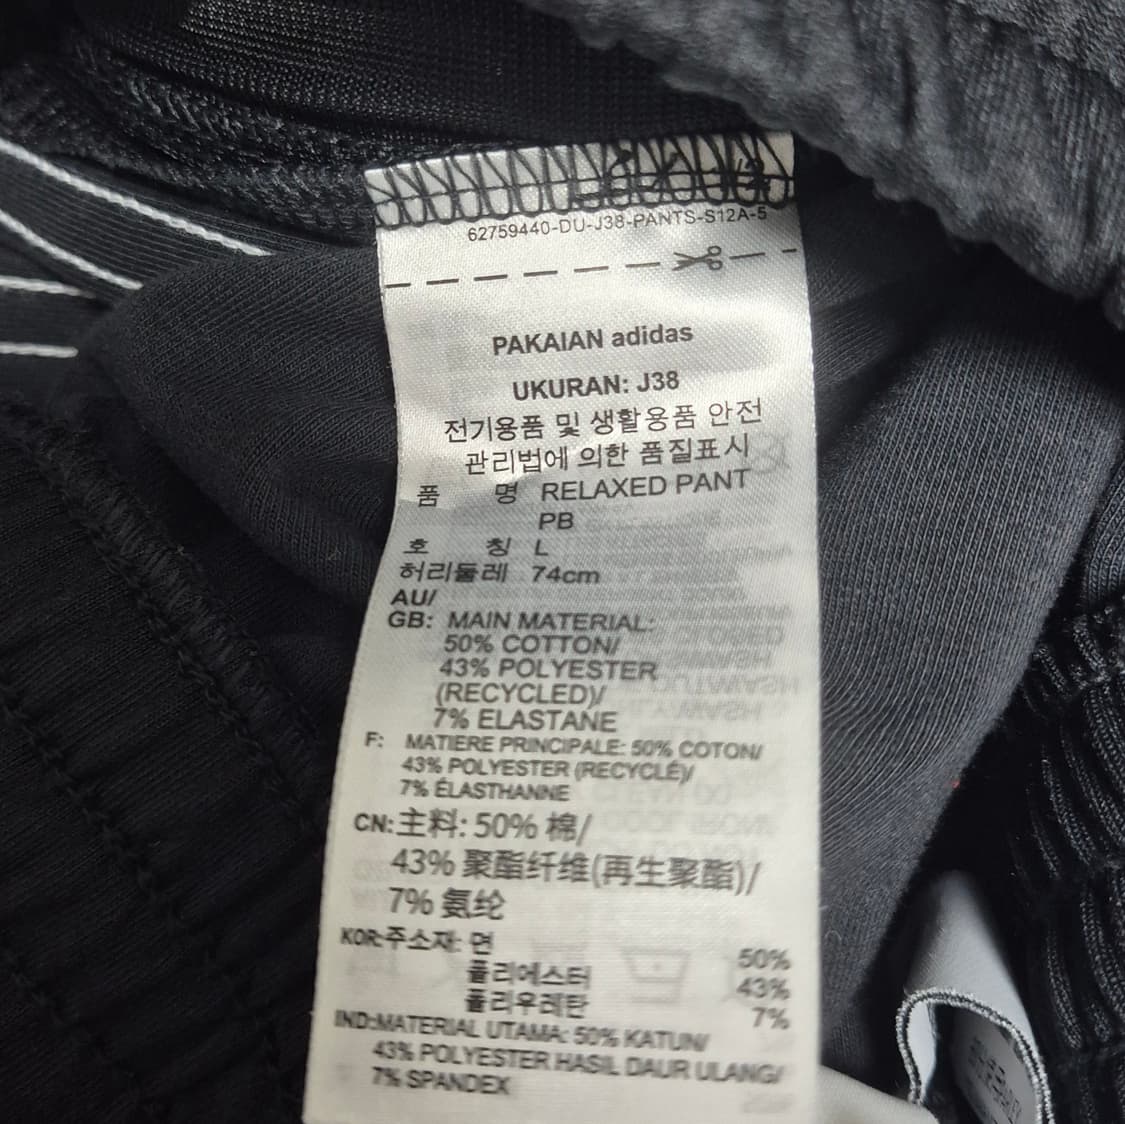 62759440-DU-J38-PANTS-S12A-5
PAKAIAN adidas
UKURAN: J38
전기용품 및 생활용품 안전
관리법에 의한 품질표시
품 명 RELAXED PANT
PB
호 칭 L
허리둘레 74cm
AU/
GB: MAIN MATERIAL:
50% COTTON/
43% POLYESTER
(RECYCLED)/
7% ELASTANE
F: MATIERE PRINCIPALE: 50% COTON/
43% POLYESTER (RECYCLÉ)/
7% ÉLASTHANNE
CN:主料: 50% 棉/
43% 聚酯纤维(再生聚酯)/
7% 氨纶
KOR:주소재: 면 50%
폴리에스터 43%
폴리우레탄 7%
IND:MATERIAL UTAMA: 50% KATUN/
43% POLYESTER HASIL DAUR ULANG/
7% SPANDEX